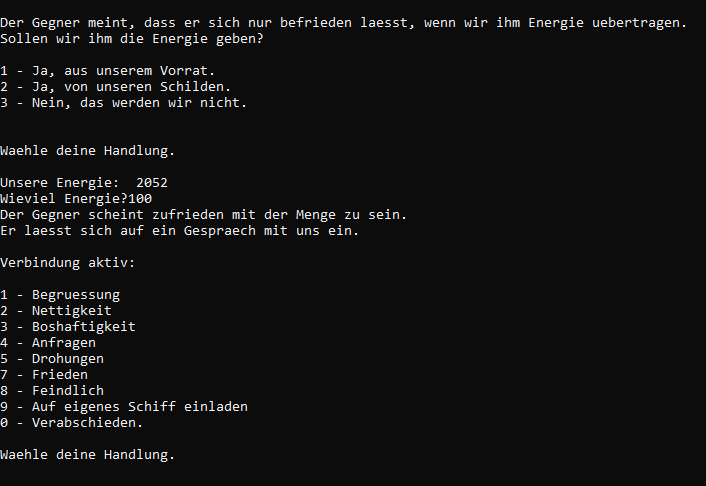 Der Gegner meint, dass er sich nur befrieden laesst, wenn wir ihm Energie uebertragen.
Sollen wir ihm die Energie geben?
1 - Ja, aus unserem Vorrat.
2 - Ja, von unseren Schilden.
3 - Nein, das werden wir nicht.
Waehle deine Handlung.
Unsere Energie:  2052
Wieviel Energie?100
Der Gegner scheint zufrieden mit der Menge zu sein.
Er laesst sich auf ein Gespraech mit uns ein.
Verbindung aktiv:
1 - Begruessung
2 - Nettigkeit
3 - Boshaftigkeit
4 - Anfragen
5 - Drohungen
7 - Frieden
8 - Feindlich
9 - Auf eigenes Schiff einladen
0 - Verabschieden.
Waehle deine Handlung.